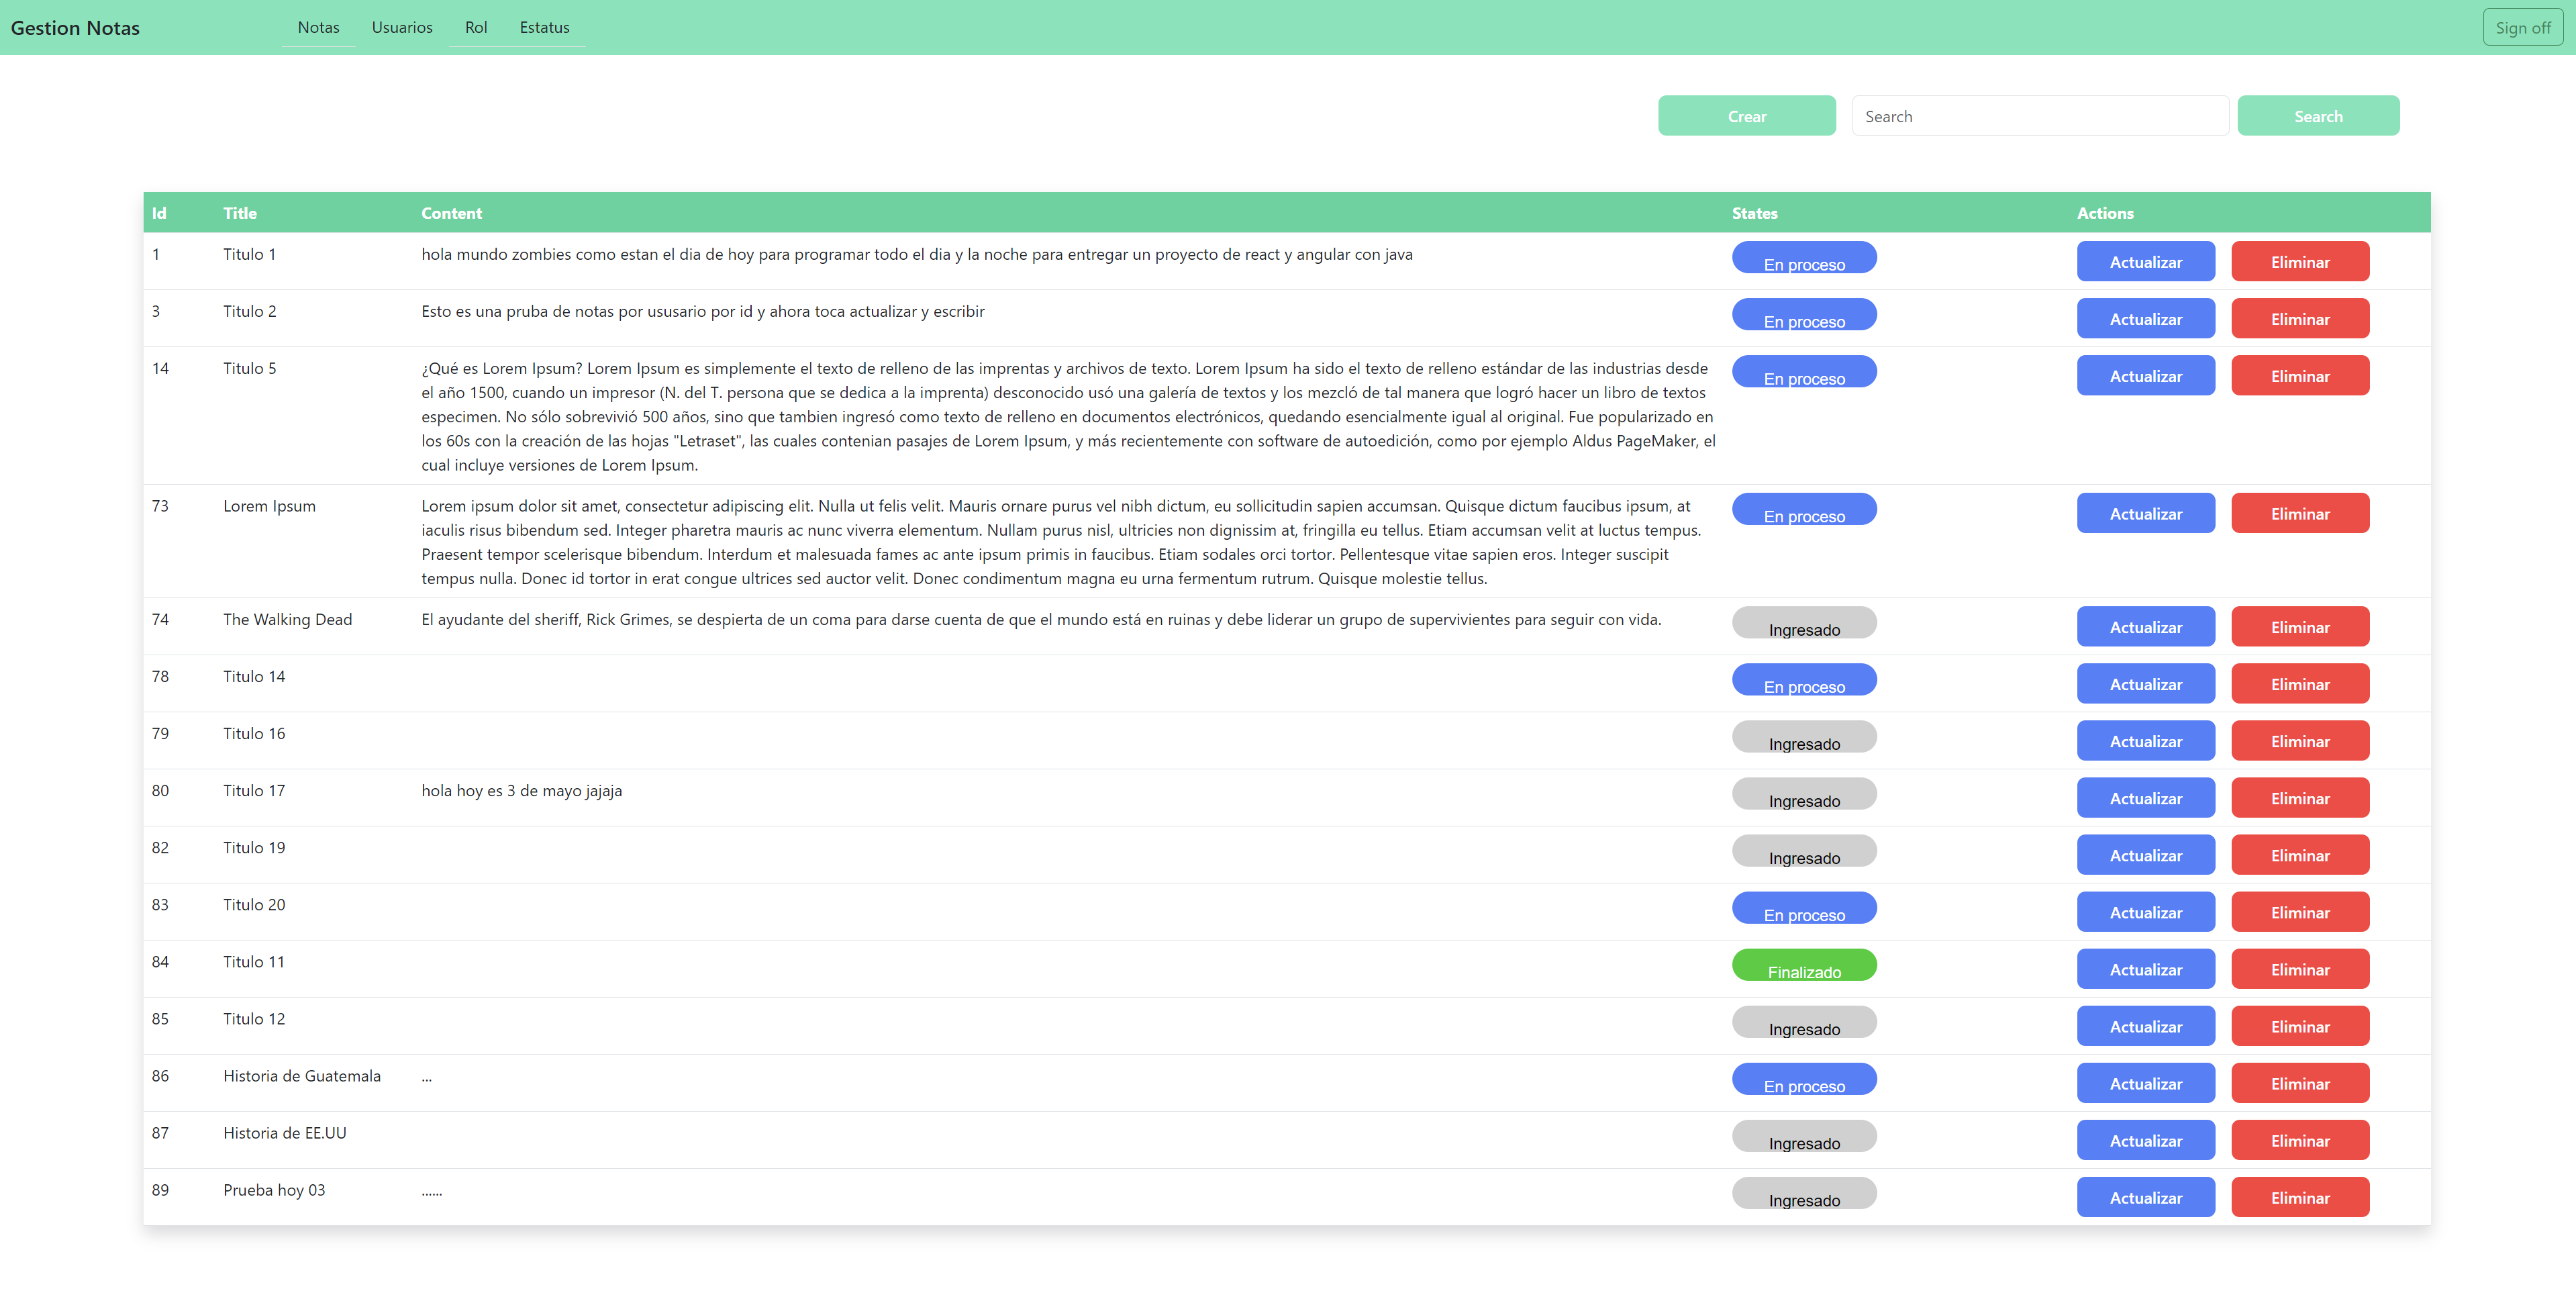 Gestion Notas Notas Usuarios Rol Estatus Sign off
Crear Search Search
Id Title Content States Actions
1 Titulo 1 hola mundo zombies como estan el dia de hoy para programar todo el dia y la noche para entregar un proyecto de react y angular con java En proceso Actualizar Eliminar
3 Titulo 2 Esto es una pruba de notas por ususario por id y ahora toca actualizar y escribir En proceso Actualizar Eliminar
14 Titulo 5 ¿Qué es Lorem Ipsum? Lorem Ipsum es simplemente el texto de relleno de las imprentas y archivos de texto. Lorem Ipsum ha sido el texto de relleno estándar de las industrias desde En proceso Actualizar Eliminar
el año 1500, cuando un impresor (N. del T. persona que se dedica a la imprenta) desconocido usó una galería de textos y los mezcló de tal manera que logró hacer un libro de textos
especimen. No sólo sobrevivió 500 años, sino que tambien ingresó como texto de relleno en documentos electrónicos, quedando esencialmente igual al original. Fue popularizado en
los 60s con la creación de las hojas "Letraset", las cuales contenian pasajes de Lorem Ipsum, y más recientemente con software de autoedición, como por ejemplo Aldus PageMaker, el
cual incluye versiones de Lorem Ipsum.
73 Lorem Ipsum Lorem ipsum dolor sit amet, consectetur adipiscing elit. Nulla ut felis velit. Mauris ornare purus vel nibh dictum, eu sollicitudin sapien accumsan. Quisque dictum faucibus ipsum, at En proceso Actualizar Eliminar
iaculis risus bibendum sed. Integer pharetra mauris ac nunc viverra elementum. Nullam purus nisl, ultricies non dignissim at, fringilla eu tellus. Etiam accumsan velit at luctus tempus.
Praesent tempor scelerisque bibendum. Interdum et malesuada fames ac ante ipsum primis in faucibus. Etiam sodales orci tortor. Pellentesque vitae sapien eros. Integer suscipit
tempus nulla. Donec id tortor in erat congue ultrices sed auctor velit. Donec condimentum magna eu urna fermentum rutrum. Quisque molestie tellus.
74 The Walking Dead El ayudante del sheriff, Rick Grimes, se despierta de un coma para darse cuenta de que el mundo está en ruinas y debe liderar un grupo de supervivientes para seguir con vida. Ingresado Actualizar Eliminar
78 Titulo 14 En proceso Actualizar Eliminar
79 Titulo 16 Ingresado Actualizar Eliminar
80 Titulo 17 hola hoy es 3 de mayo jajaja Ingresado Actualizar Eliminar
82 Titulo 19 Ingresado Actualizar Eliminar
83 Titulo 20 En proceso Actualizar Eliminar
84 Titulo 11 Finalizado Actualizar Eliminar
85 Titulo 12 Ingresado Actualizar Eliminar
86 Historia de Guatemala ... En proceso Actualizar Eliminar
87 Historia de EE.UU Ingresado Actualizar Eliminar
89 Prueba hoy 03 ...... Ingresado Actualizar Eliminar